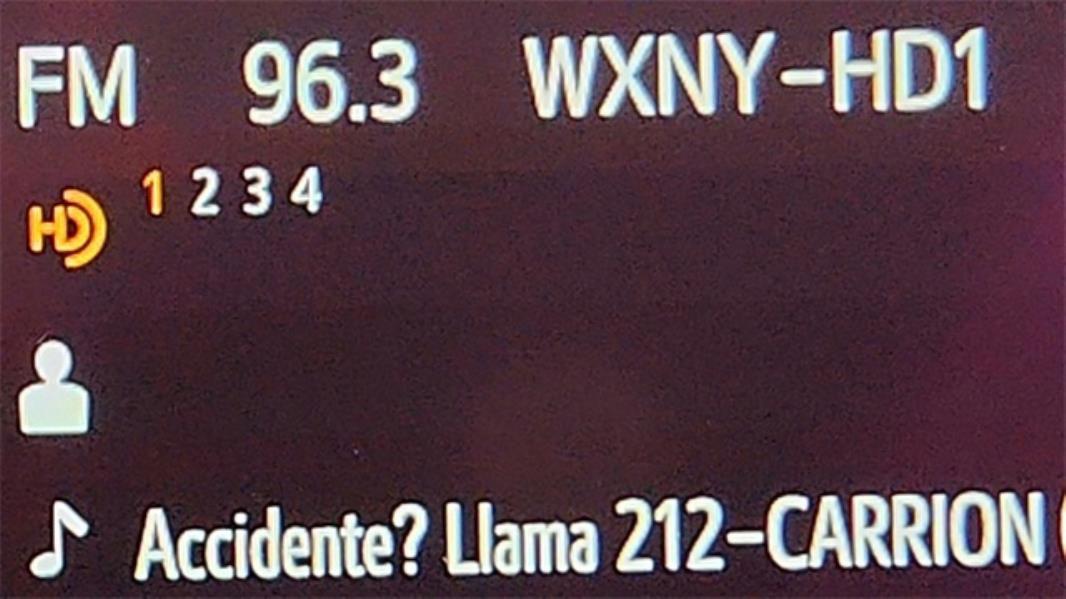 FM 96.3 WXNY-HD1
HD 1 2 3 4
Accidente? Llama 212-CARRION (